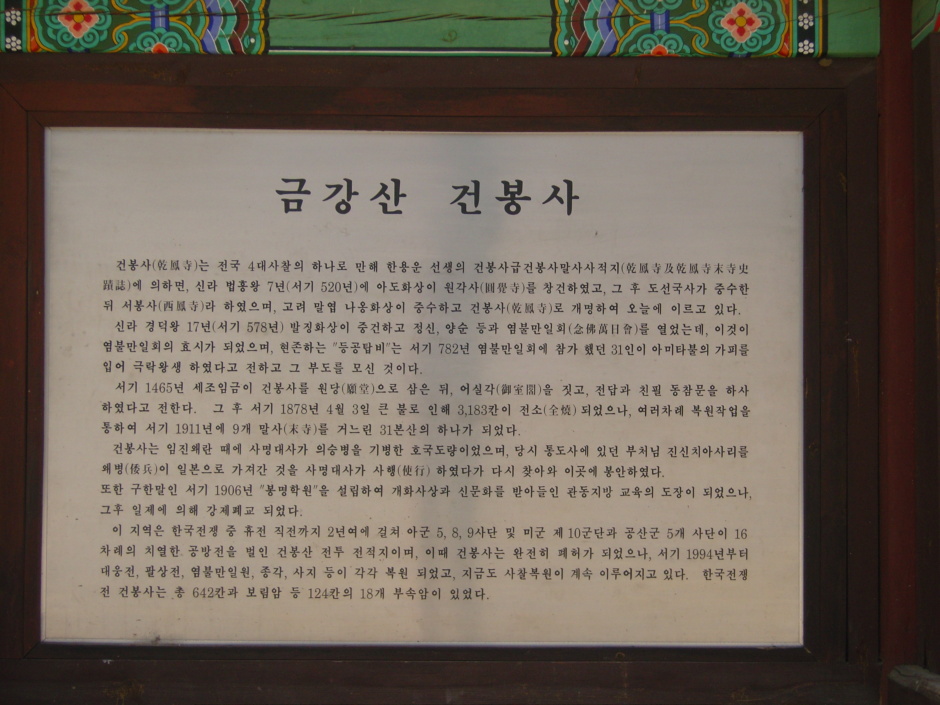 금강산 건봉사
건봉사(乾鳳寺)는 전국 4대사찰의 하나로 만해 한용운 선생의 건봉사급건봉사말사사적지(乾鳳寺及乾鳳寺末寺史
蹟誌)에 의하면, 신라 법흥왕 7년(서기 520년)에 아도화상이 원각사(圓覺寺)를 창건하였고, 그 후 도선국사가 중수한
뒤 서봉사(西鳳寺)라 하였으며, 고려 말엽 나옹화상이 중수하고 건봉사(乾鳳寺)로 개명하여 오늘에 이르고 있다.
신라 경덕왕 17년(서기 578년) 발징화상이 중건하고 정신, 양순 등과 염불만일회(念佛萬日會)를 열었는데, 이것이
염불만일회의 효시가 되었으며, 현존하는 "등공탑비"는 서기 782년 염불만일회에 참가 했던 31인이 아미타불의 가피를
입어 극락왕생 하였다고 전하고 그 부도를 모신 것이다.
서기 1465년 세조임금이 건봉사를 원당(願堂)으로 삼은 뒤, 어실각(御室閣)을 짓고, 전답과 친필 동참문을 하사
하였다고 전한다. 그 후 서기 1878년 4월 3일 큰 불로 인해 3,183칸이 전소(全燒) 되었으나, 여러차례 복원작업을
통하여 서기 1911년에 9개 말사(末寺)를 거느린 31본산의 하나가 되었다.
건봉사는 임진왜란 때에 사명대사가 의승병을 기병한 호국도량이었으며, 당시 통도사에 있던 부처님 진신치아사리를
왜병(倭兵)이 일본으로 가져간 것을 사명대사가 사행(使行) 하였다가 다시 찾아와 이곳에 봉안하였다.
또한 구한말인 서기 1906년 "봉명학원"을 설립하여 개화사상과 신문화를 받아들인 관동지방 교육의 도장이 되었으나,
그후 일제에 의해 강제폐교 되었다.
이 지역은 한국전쟁 중 휴전 직전까지 2년여에 걸쳐 아군 5, 8, 9사단 및 미군 제 10군단과 공산군 5개 사단이 16
차례의 치열한 공방전을 벌인 건봉산 전투 전적지이며, 이때 건봉사는 완전히 폐허가 되었으나, 서기 1994년부터
대웅전, 팔상전, 염불만일원, 종각, 사지 등이 각각 복원 되었고, 지금도 사찰복원이 계속 이루어지고 있다. 한국전쟁
전 건봉사는 총 642칸과 보림암 등 124칸의 18개 부속암이 있었다.